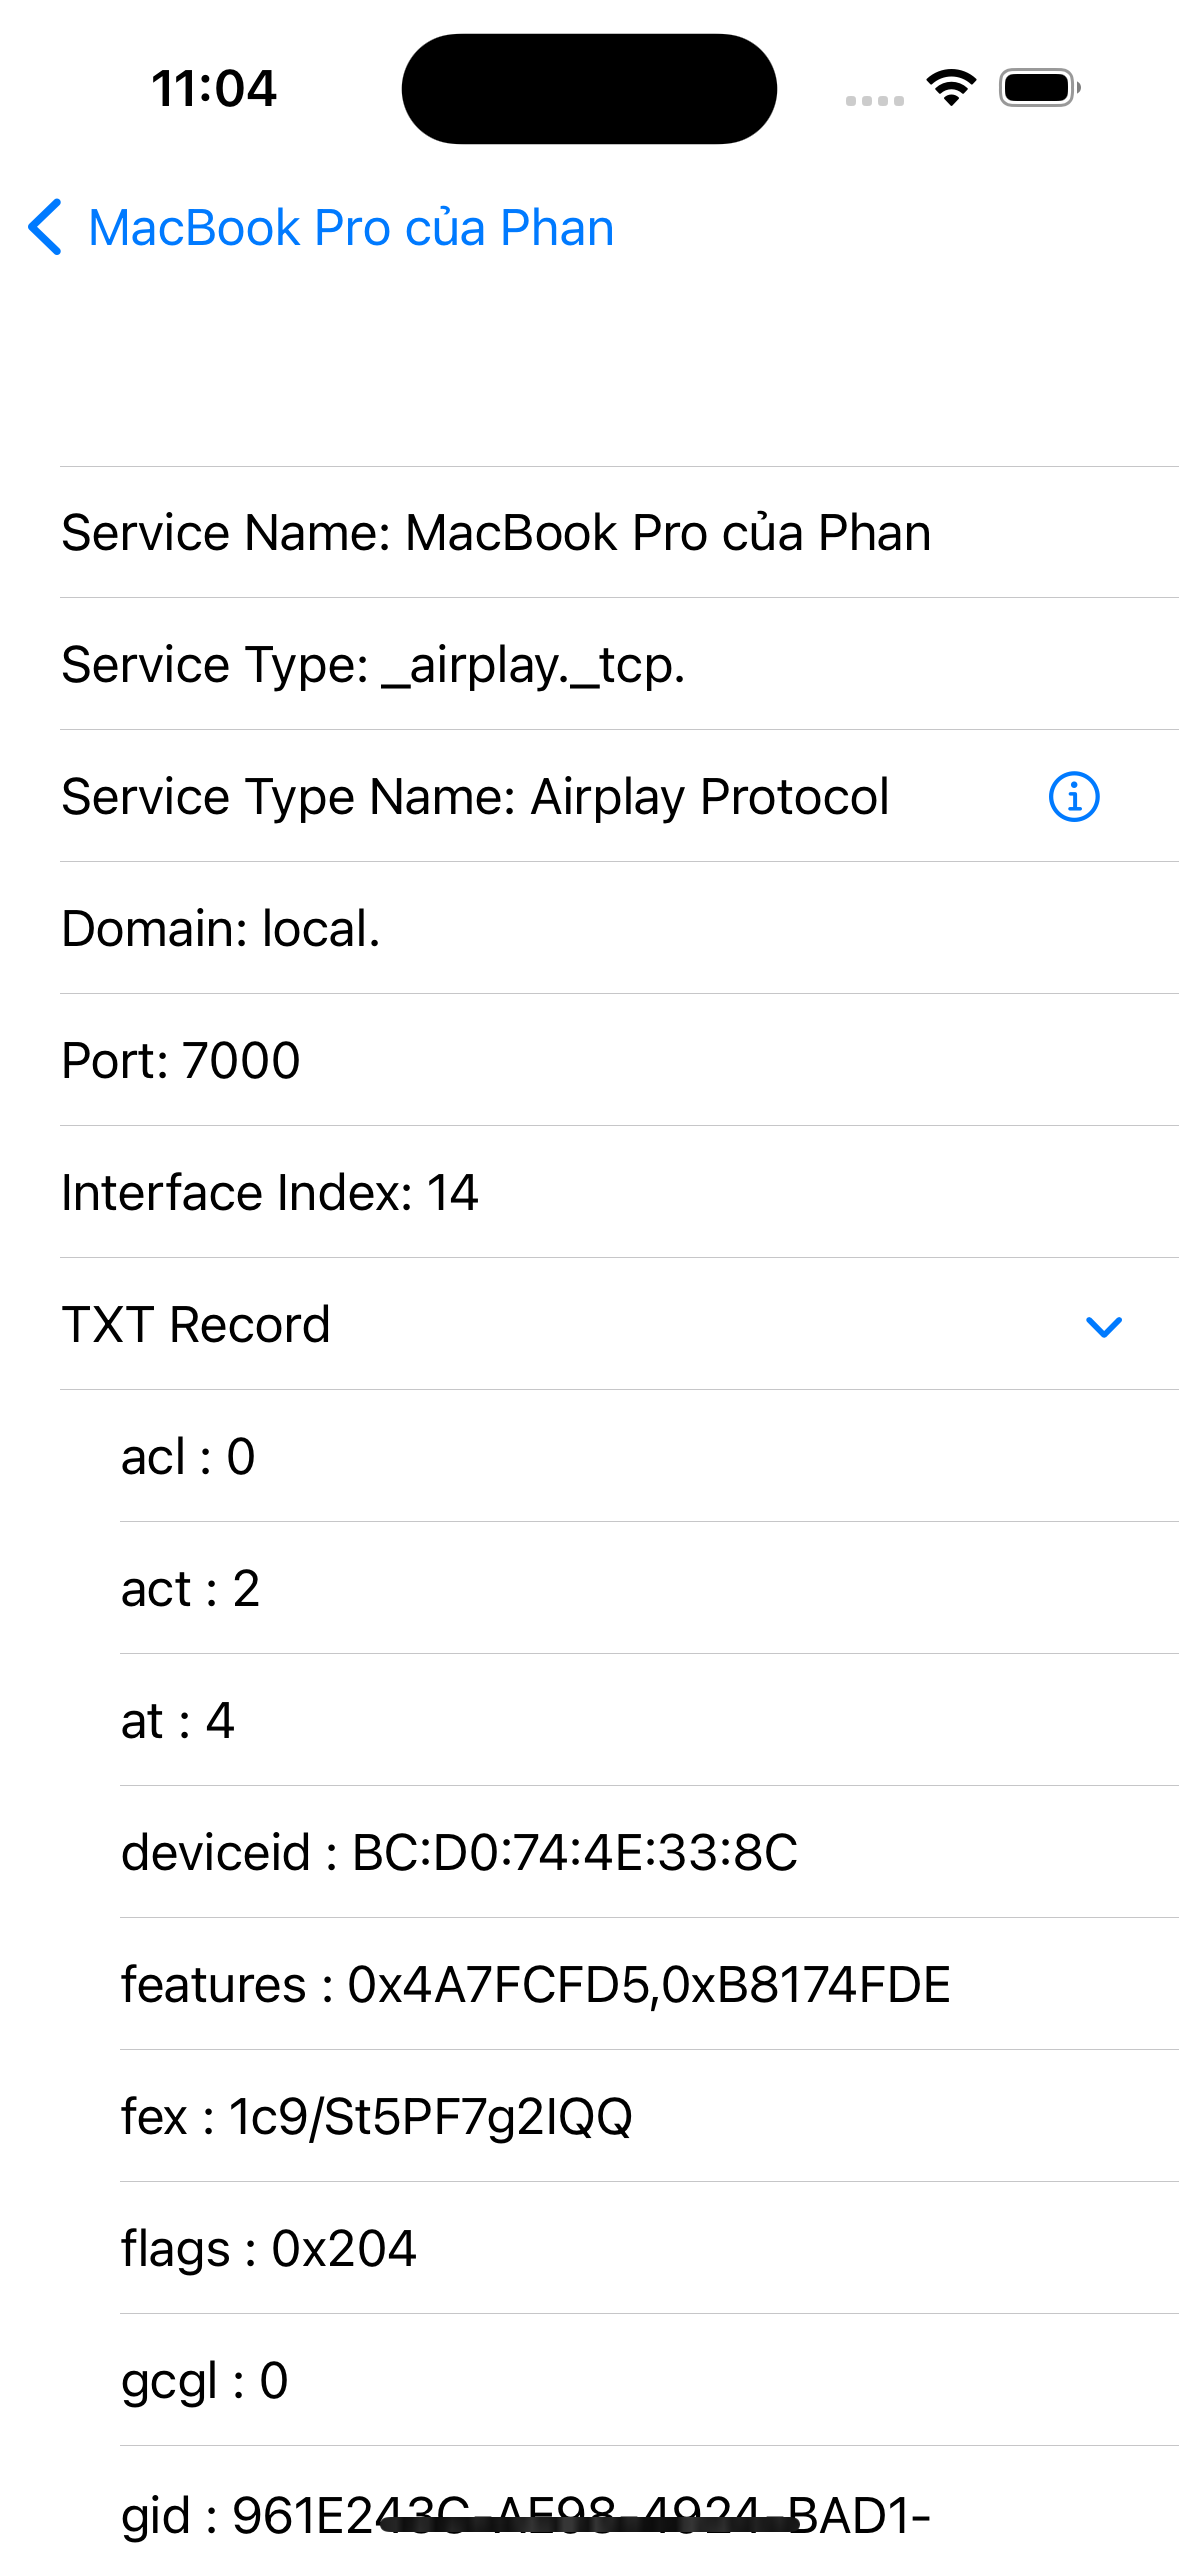 11:04
MacBook Pro của Phan
Service Name: MacBook Pro của Phan
Service Type: _airplay._tcp.
Service Type Name: Airplay Protocol
Domain: local.
Port: 7000
Interface Index: 14
TXT Record
acl : 0
act : 2
at : 4
deviceid : BC:D0:74:4E:33:8C
features : 0x4A7FCFD5,0xB8174FDE
fex : 1c9/St5PF7g2IQQ
flags : 0x204
gcgl : 0
gid : 961E243C-AE98-4924-BAD1-